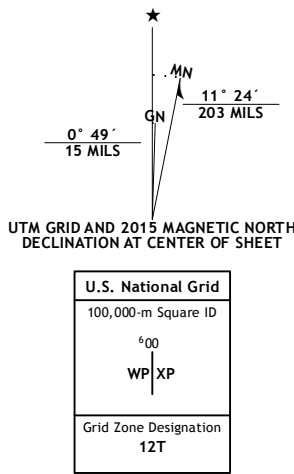 MN
GN
11° 24´
203 MILS
0° 49´
15 MILS
UTM GRID AND 2015 MAGNETIC NORTH
DECLINATION AT CENTER OF SHEET
U.S. National Grid
100,000-m Square ID
⁶00
WP XP
Grid Zone Designation
12T